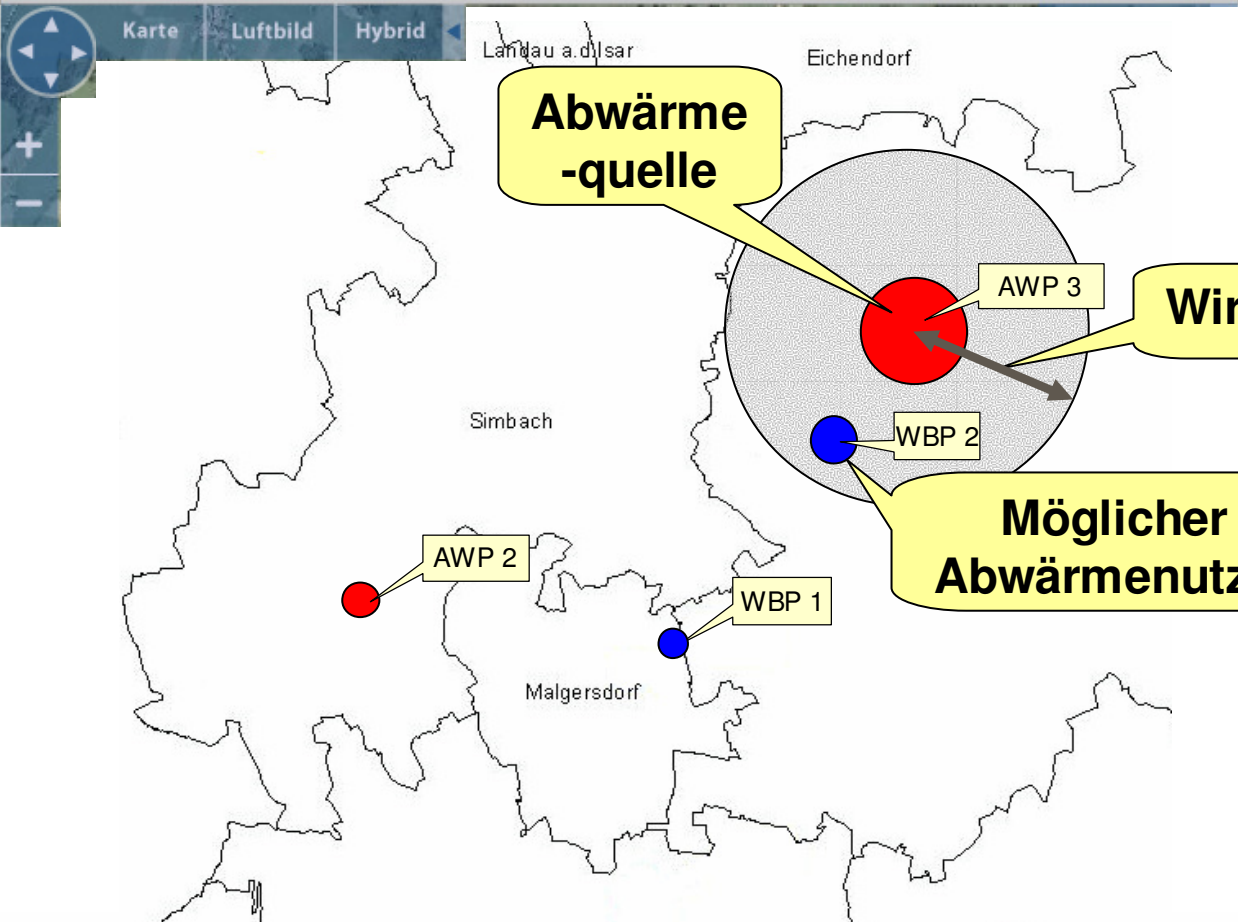 Karte Luftbild Hybrid
Landau a.d.Isar
Eichendorf
Abwärme
-quelle
AWP 3
Simbach
WBP 2
Möglicher
AWP 2
WBP 1
Malgersdorf